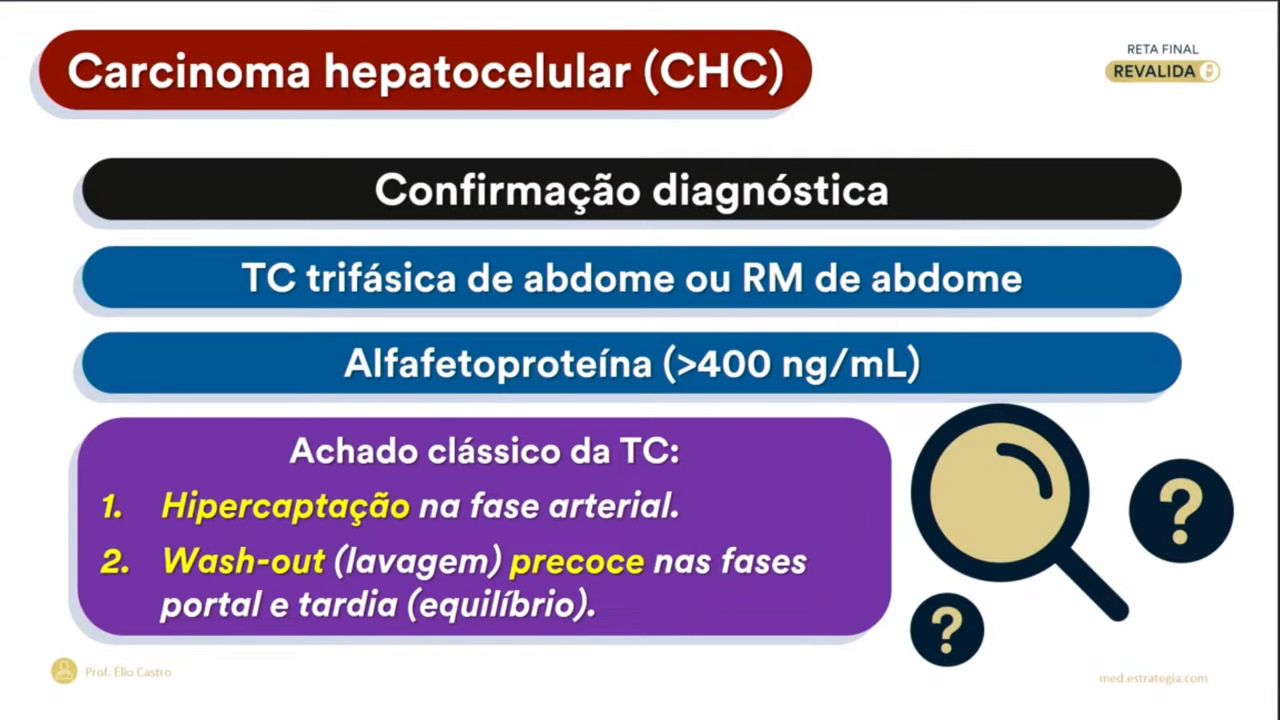 Carcinoma hepatocelular (CHC)
RETA FINAL
REVALIDA
Confirmação diagnóstica
TC trifásica de abdome ou RM de abdome
Alfafetoproteína (>400 ng/mL)
Achado clássico da TC:
1. Hipercaptação na fase arterial.
2. Wash-out (lavagem) precoce nas fases
portal e tardia (equilíbrio).
?
?
Prof. Élio Castro
med.estrategia.com